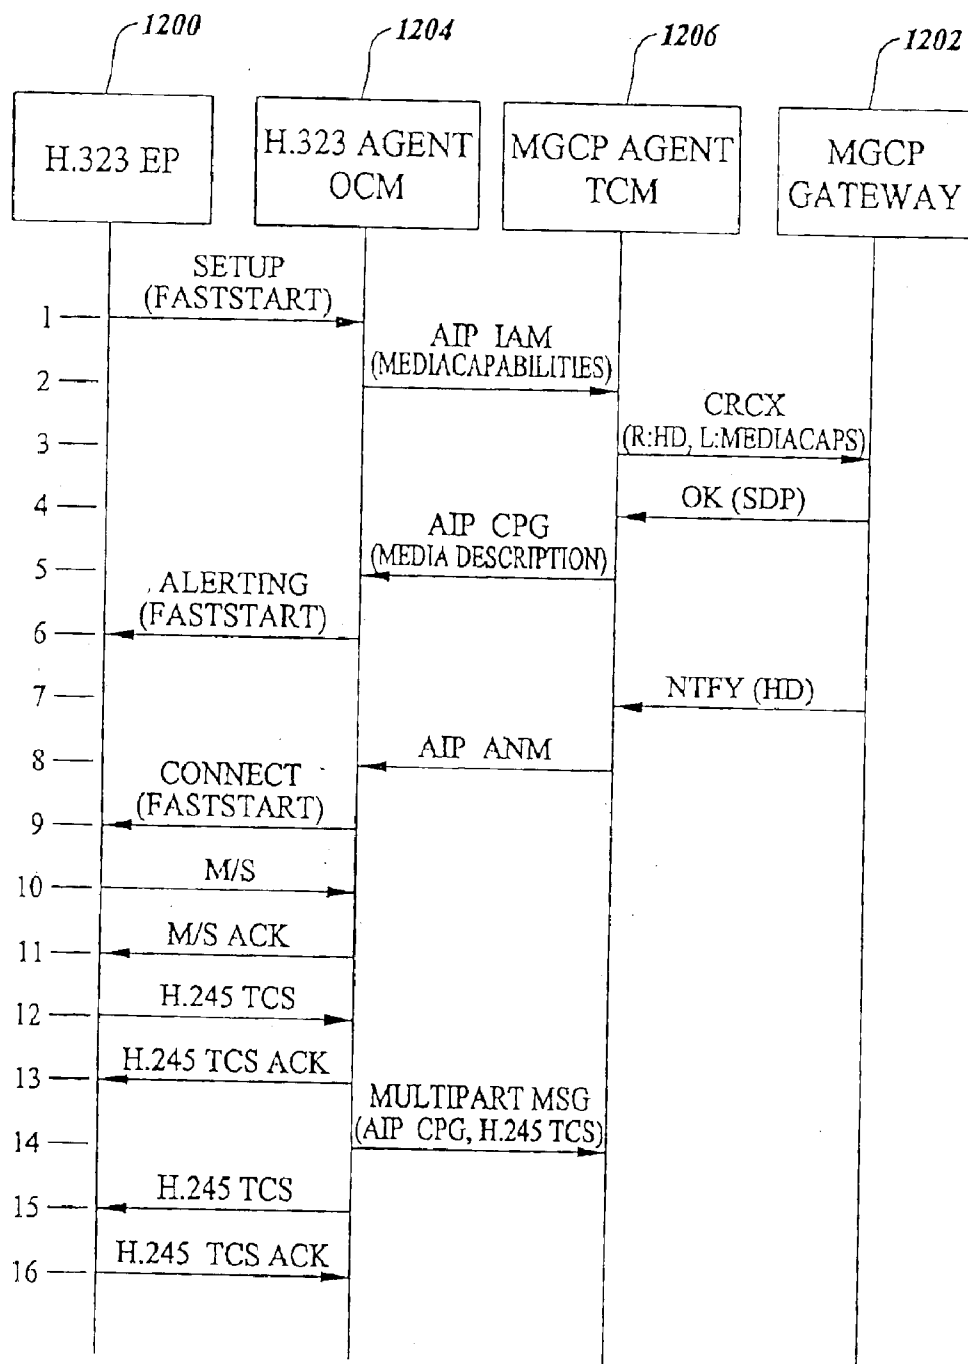 1200
1204
1206
1202
H.323 EP
H.323 AGENT
OCM
MGCP AGENT
TCM
MGCP
GATEWAY
SETUP
(FASTSTART)
1
AIP IAM
(MEDIACAPABILITIES)
2
CRCX
(R:HD, L:MEDIACAPS)
3
OK (SDP)
4
AIP CPG
(MEDIA DESCRIPTION)
5
ALERTING
(FASTSTART)
6
NTFY (HD)
7
AIP ANM
8
CONNECT
(FASTSTART)
9
M/S
10
M/S ACK
11
H.245 TCS
12
H.245 TCS ACK
13
MULTIPART MSG
(AIP CPG, H.245 TCS)
14
H.245 TCS
15
H.245 TCS ACK
16